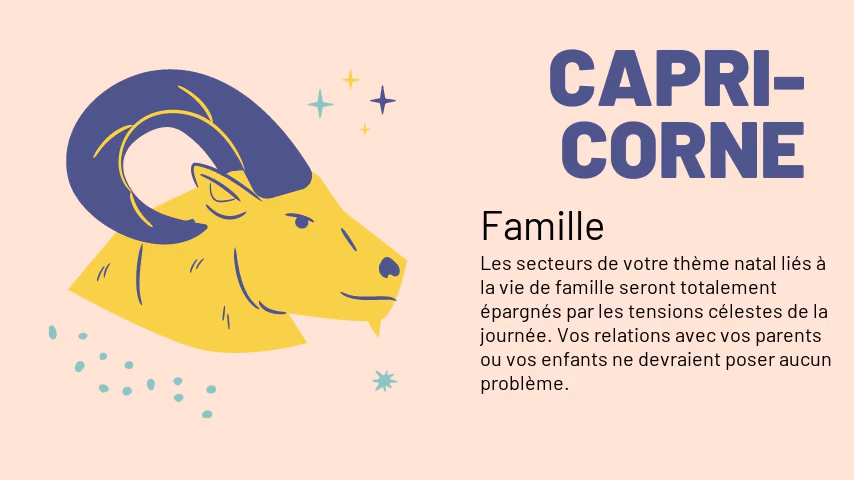 CAPRI-
CORNE
Famille
Les secteurs de votre thème natal liés à
la vie de famille seront totalement
épargnés par les tensions célestes de la
journée. Vos relations avec vos parents
ou vos enfants ne devraient poser aucun
problème.